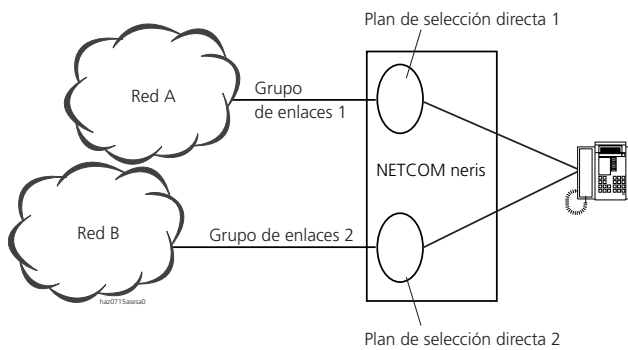 Plan de selección directa 1
Red A
Grupo
de enlaces 1
NETCOM neris
Red B
Grupo de enlaces 2
haz0715asesa0
Plan de selección directa 2